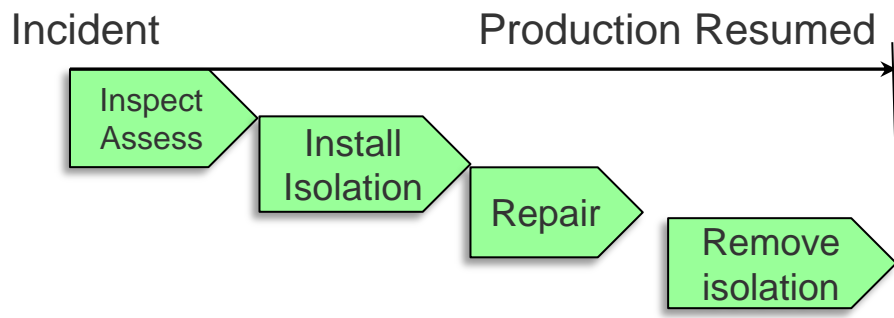 Incident
Production Resumed
Inspect
Assess
Install
Isolation
Repair
Remove
isolation